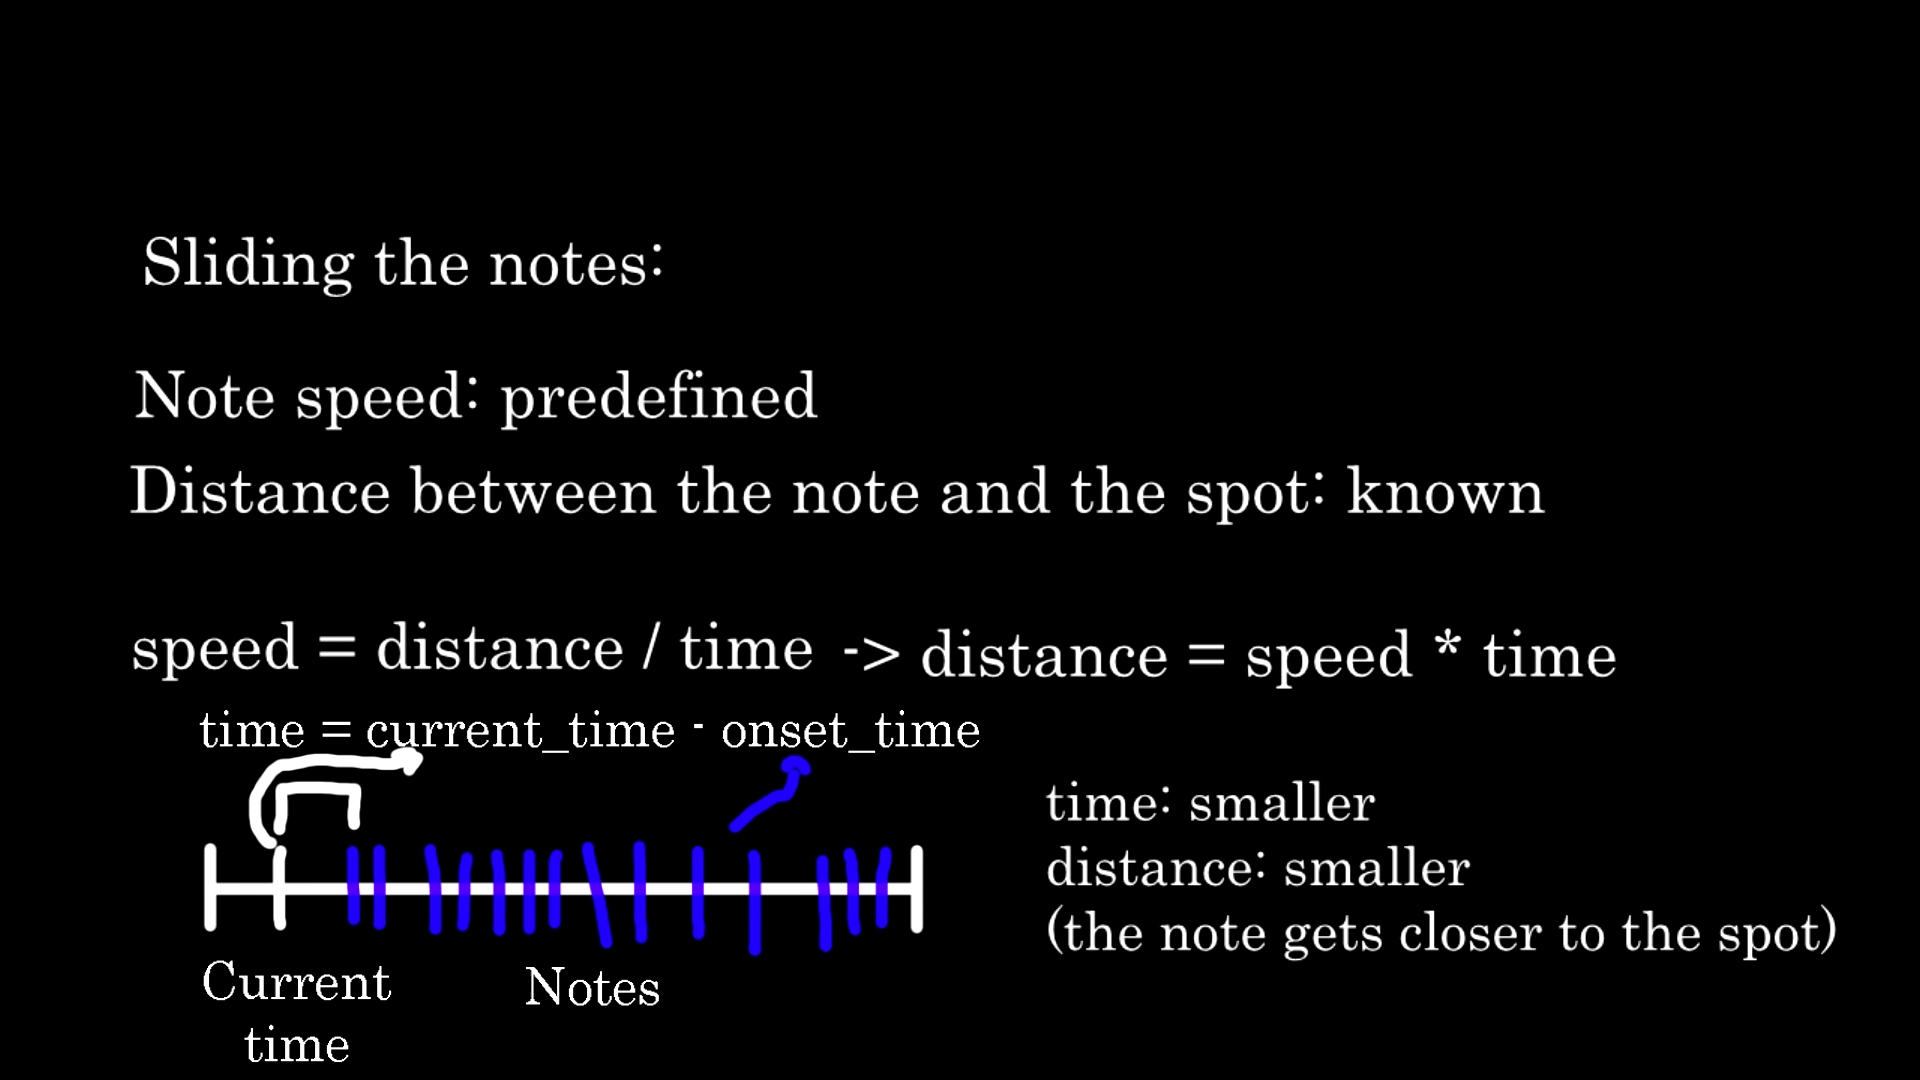 Sliding the notes:
Note speed: predefined
Distance between the note and the spot: known
speed = distance / time -> distance = speed * time
time = current_time - onset_time
time: smaller
distance: smaller
(the note gets closer to the spot)
Current
time
Notes